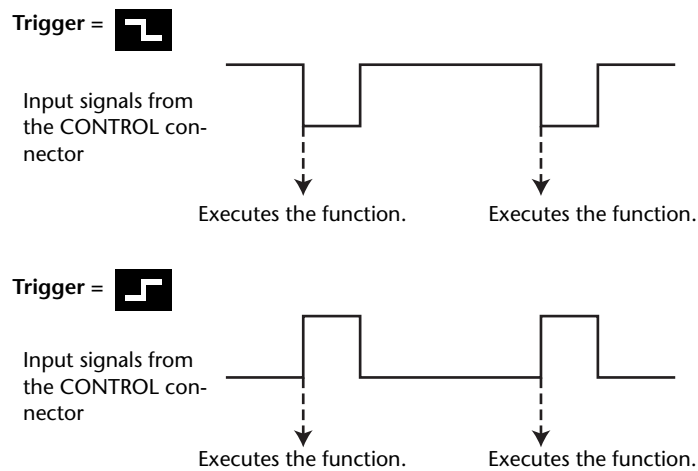 Trigger =
Input signals from
the CONTROL con-
nector
Executes the function.
Executes the function.
Trigger =
Input signals from
the CONTROL con-
nector
Executes the function.
Executes the function.